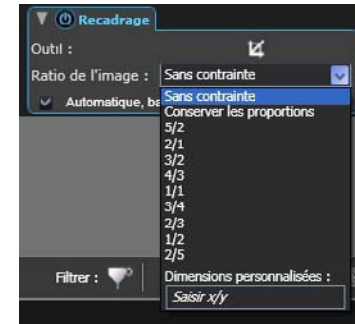 Recadrage
Outil :
Ratio de l'image : Sans contrainte
Sans contrainte
Automatique, ba
Conserver les proportions
5/2
2/1
3/2
4/3
1/1
3/4
2/3
1/2
2/5
Filtrer :
Dimensions personnalisées :
Saisir x/y